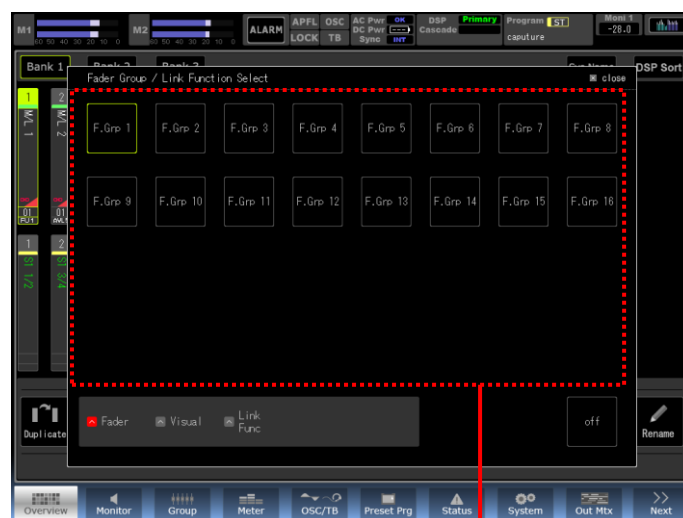 M1
60 50 40 30 20 10 0
M2
60 50 40 30 20 10 0
ALARM
APFL OSC
LOCK TB
AC Pwr OK
DC Pwr (---)
Sync INT
DSP Primary
Cascade
Program ST
caputure
Moni 1
-28.0
Bank 1 Bank 2 Bank 3
Syn Name
DSP Sort
Fader Group / Link Function Select
close
F.Grp 1 F.Grp 2 F.Grp 3 F.Grp 4 F.Grp 5 F.Grp 6 F.Grp 7 F.Grp 8
F.Grp 9 F.Grp 10 F.Grp 11 F.Grp 12 F.Grp 13 F.Grp 14 F.Grp 15 F.Grp 16
1 2
M/L 1 M/L 2
01 01
1 2
ST 1/2 ST 3/4
Duplicate
Fader Visual Link
Func
off
Rename
Overview Monitor Group Meter OSC/TB Preset Prg Status System Out Mtx Next